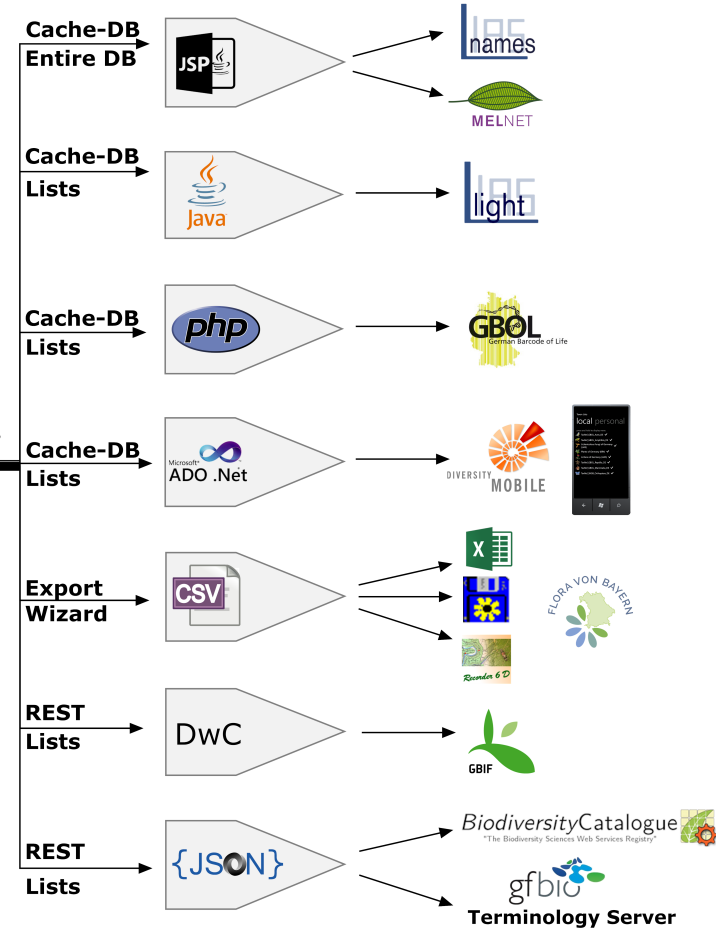 Cache-DB
Entire DB
JSP
LIAS
names
MELNET
Cache-DB
Lists
Java
LIAS
light
Cache-DB
Lists
php
GBOL
German Barcode of Life
Cache-DB
Lists
Microsoft®
ADO .Net
DIVERSITY
MOBILE
local personal
Export
Wizard
CSV
X
Recorder 6 D
FLORA VON BAYERN
REST
Lists
DwC
GBIF
REST
Lists
{JSON}
BiodiversityCatalogue
"The Biodiversity Sciences Web Services Registry"
gfbio
Terminology Server